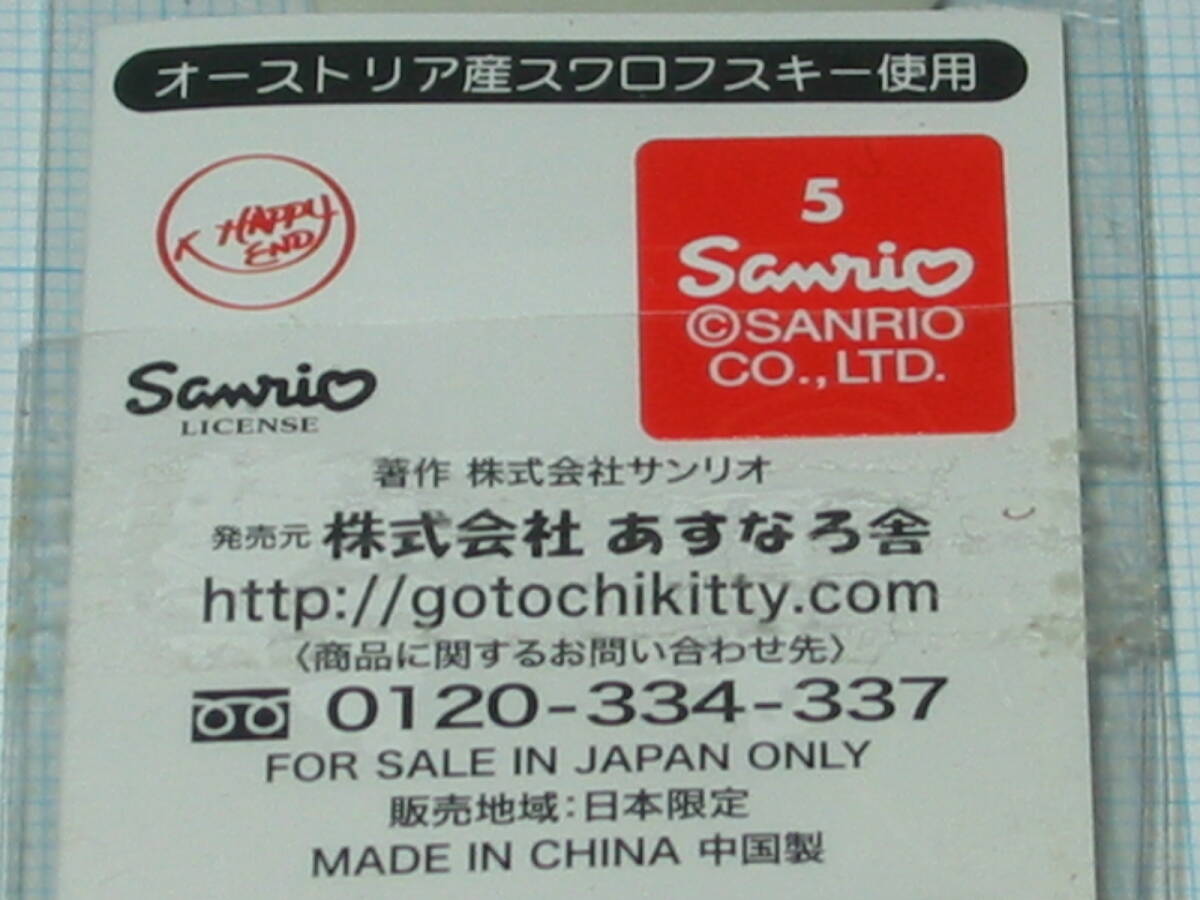 オーストリア産スワロフスキー使用
HAPPY
END
5
Sanrio
©SANRIO
CO.,LTD.
Sanrio
LICENSE
著作 株式会社サンリオ
発売元 株式会社 あすなろ舎
http://gotochikitty.com
〈商品に関するお問い合わせ先〉
0120-334-337
FOR SALE IN JAPAN ONLY
販売地域:日本限定
MADE IN CHINA 中国製